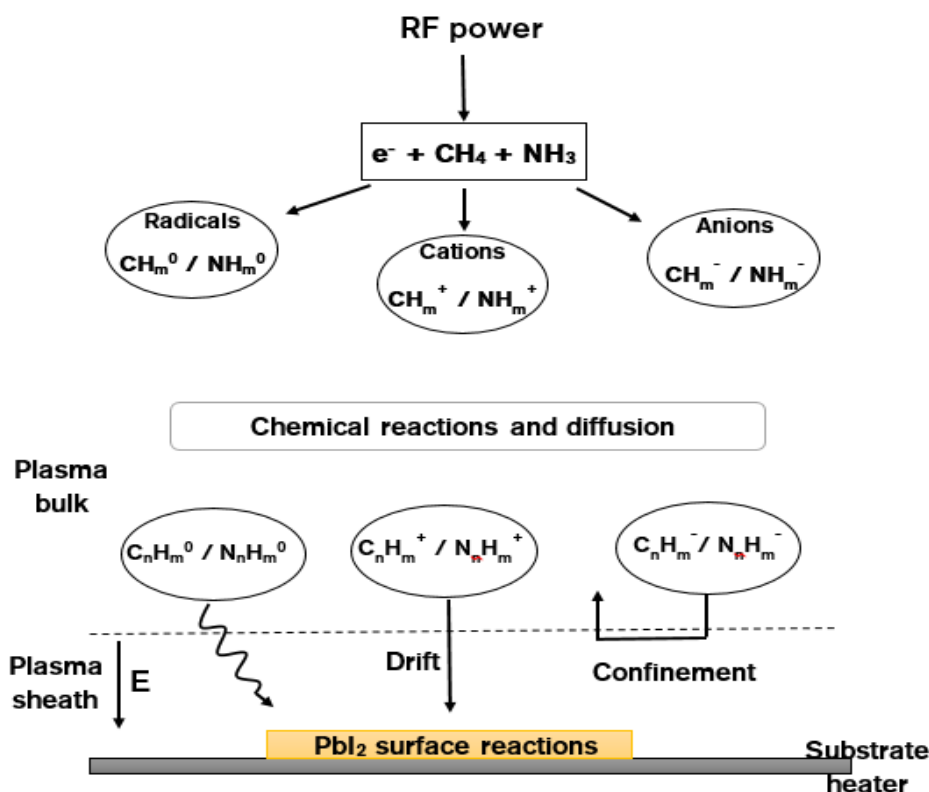 RF power
e⁻ + CH₄ + NH₃
Radicals
CHₘ⁰ / NHₘ⁰
Cations
CHₘ⁺ / NHₘ⁺
Anions
CHₘ⁻ / NHₘ⁻
Chemical reactions and diffusion
Plasma
bulk
CₙHₘ⁰ / NₙHₘ⁰
CₙHₘ⁺ / NₙHₘ⁺
CₙHₘ⁻/ NₙHₘ⁻
Plasma
sheath
E
Drift
Confinement
PbI₂ surface reactions
Substrate
heater